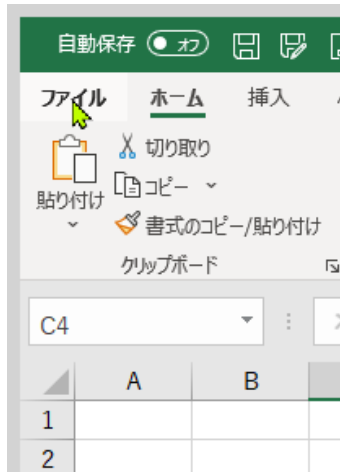 自動保存 オフ
ファイル ホーム 挿入
切り取り
コピー
貼り付け
書式のコピー/貼り付け
クリップボード
C4
A B
1
2